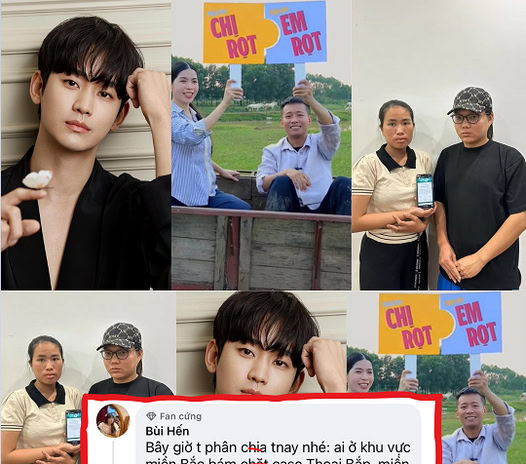 CHỊ
RỌT
EM
RỌT
CHỊ
RỌT
EM
RỌT
Fan cứng
Bùi Hến
Bây giờ t phân chia tnay nhé: ai ở khu vực
miền Bắc bám chặt case Thoại Bắp, miền